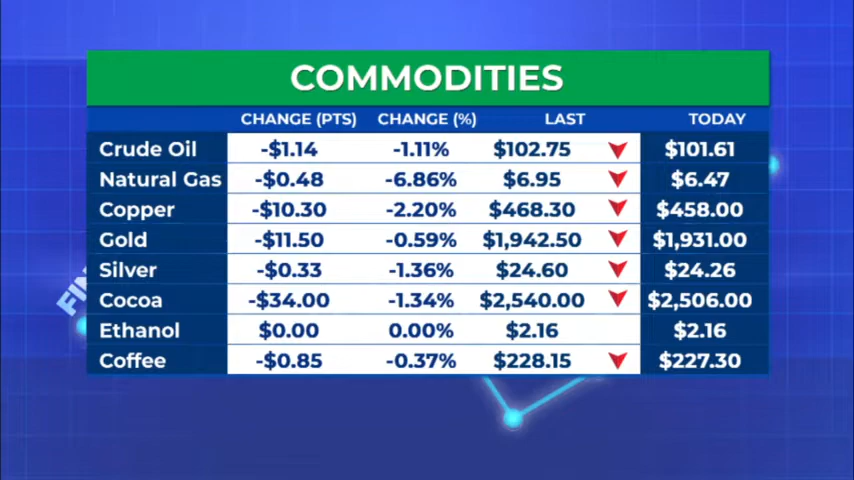 COMMODITIES
CHANGE (PTS) CHANGE (%) LAST TODAY
Crude Oil -$1.14 -1.11% $102.75 $101.61
Natural Gas -$0.48 -6.86% $6.95 $6.47
Copper -$10.30 -2.20% $468.30 $458.00
Gold -$11.50 -0.59% $1,942.50 $1,931.00
Silver -$0.33 -1.36% $24.60 $24.26
Cocoa -$34.00 -1.34% $2,540.00 $2,506.00
Ethanol $0.00 0.00% $2.16 $2.16
Coffee -$0.85 -0.37% $228.15 $227.30